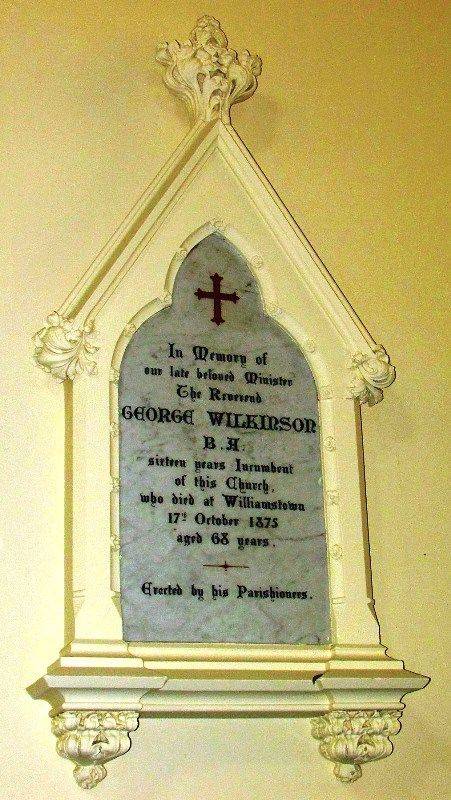 In Memory of
our late beloved Minister
The Reverend
GEORGE WILKINSON
B.A.
sixteen years Incumbent
of this Church,
who died at Williamstown
17th October 1875
aged 68 years.
Erected by his Parishioners.